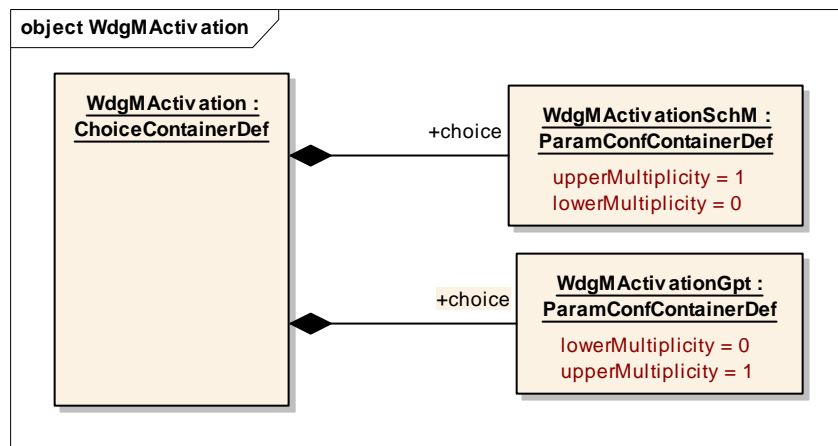 object WdgMActivation
WdgMActivation :
ChoiceContainerDef
+choice
WdgMActivationSchM :
ParamConfContainerDef
upperMultiplicity = 1
lowerMultiplicity = 0
+choice
WdgMActivationGpt :
ParamConfContainerDef
lowerMultiplicity = 0
upperMultiplicity = 1